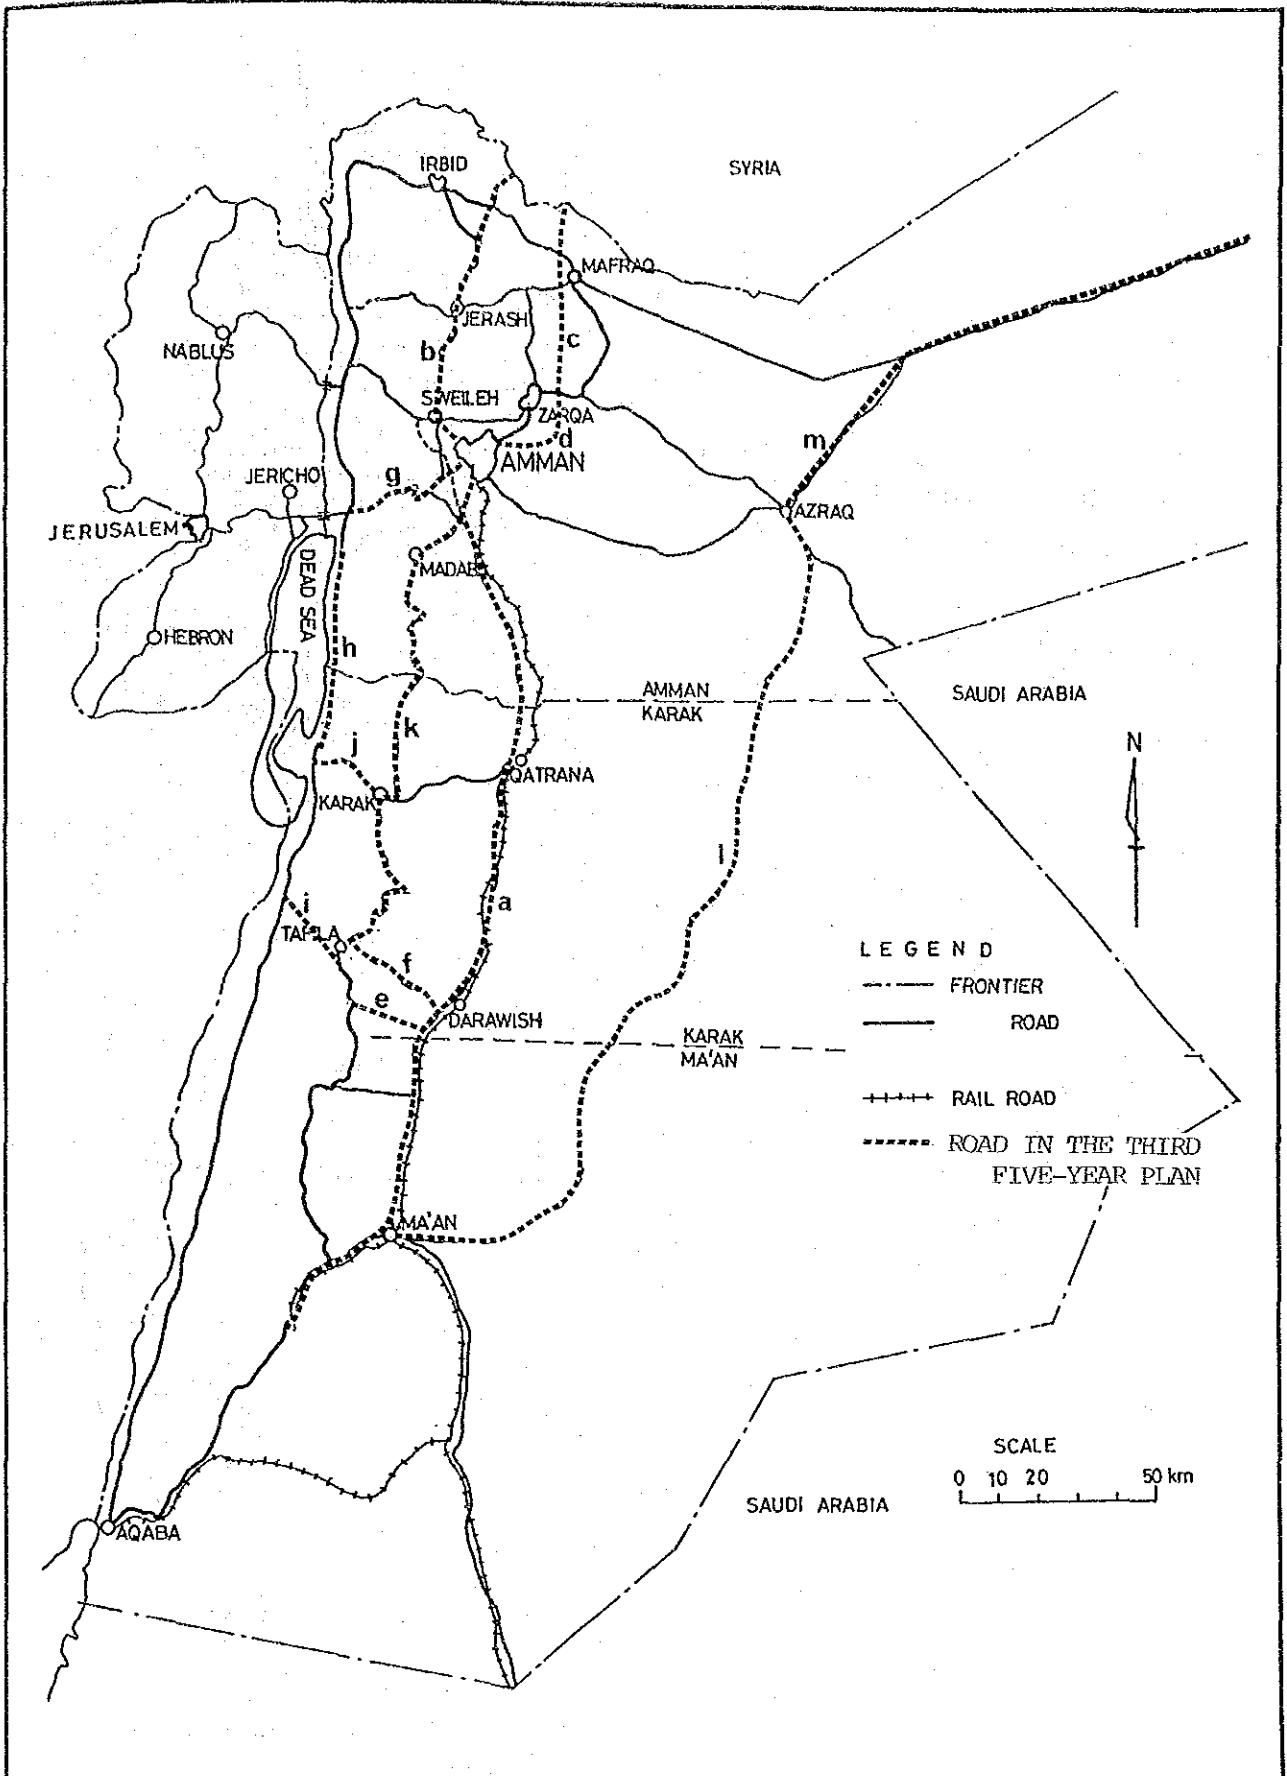 IRBID
SYRIA
MAFRAQ
JERASH
NABLUS
b
c
SWEILEH
ZARQA
d
m
AMMAN
g
JERICHO
AZRAQ
JERUSALEM
DEAD SEA
MADABA
HEBRON
h
AMMAN
KARAK
SAUDI ARABIA
k
N
j
QATRANA
KARAK
l
i
a
TAFILA
f
LEGEND
FRONTIER
e
DARAWISH
ROAD
KARAK
MA'AN
RAIL ROAD
ROAD IN THE THIRD
FIVE-YEAR PLAN
MA'AN
SCALE
0 10 20 50 km
SAUDI ARABIA
AQABA